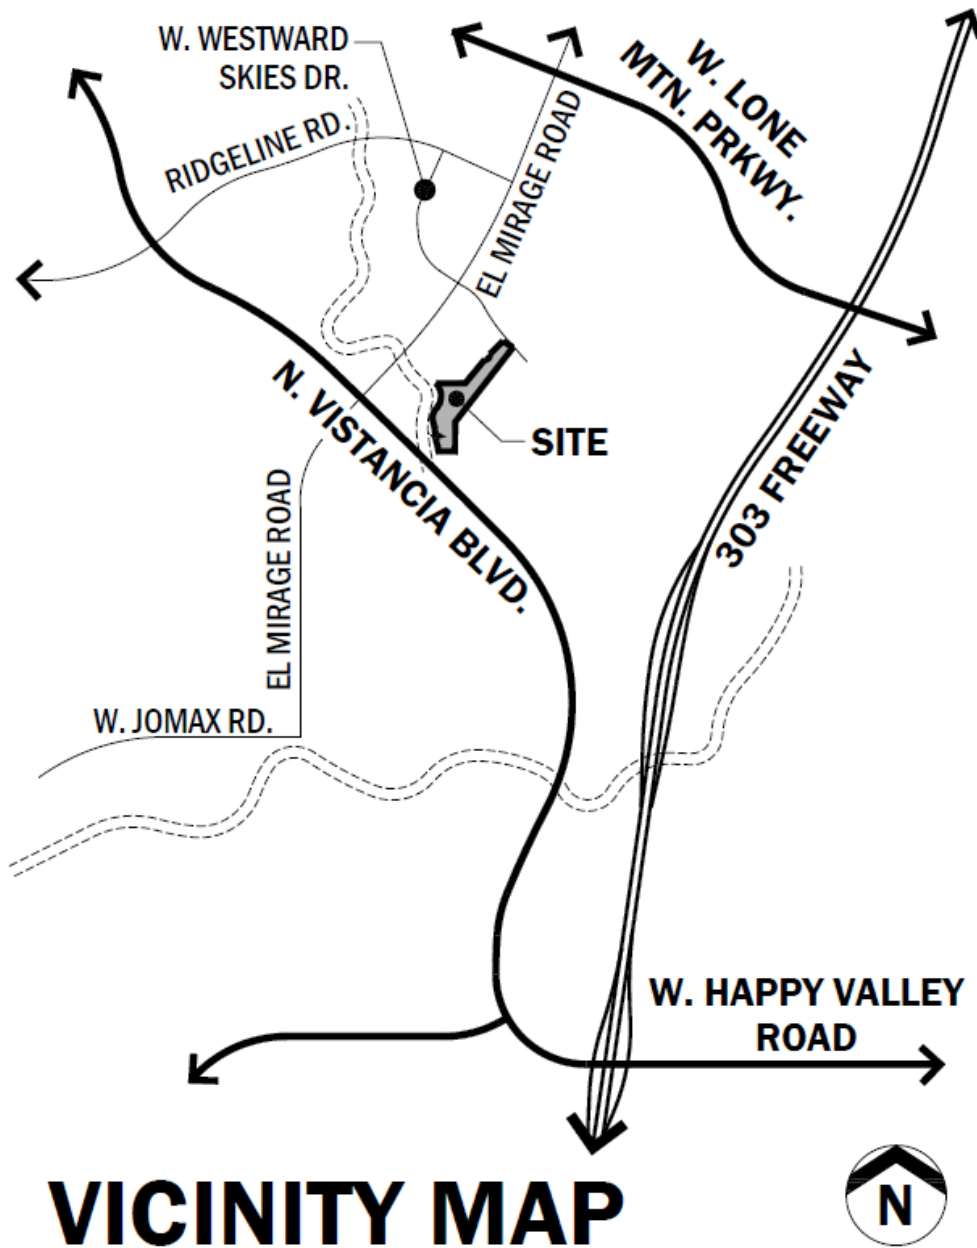 W. WESTWARD
SKIES DR.
RIDGELINE RD.
EL MIRAGE ROAD
W. LONE
MTN. PRKWY.
N. VISTANCIA BLVD.
SITE
303 FREEWAY
EL MIRAGE ROAD
W. JOMAX RD.
W. HAPPY VALLEY
ROAD
VICINITY MAP
N